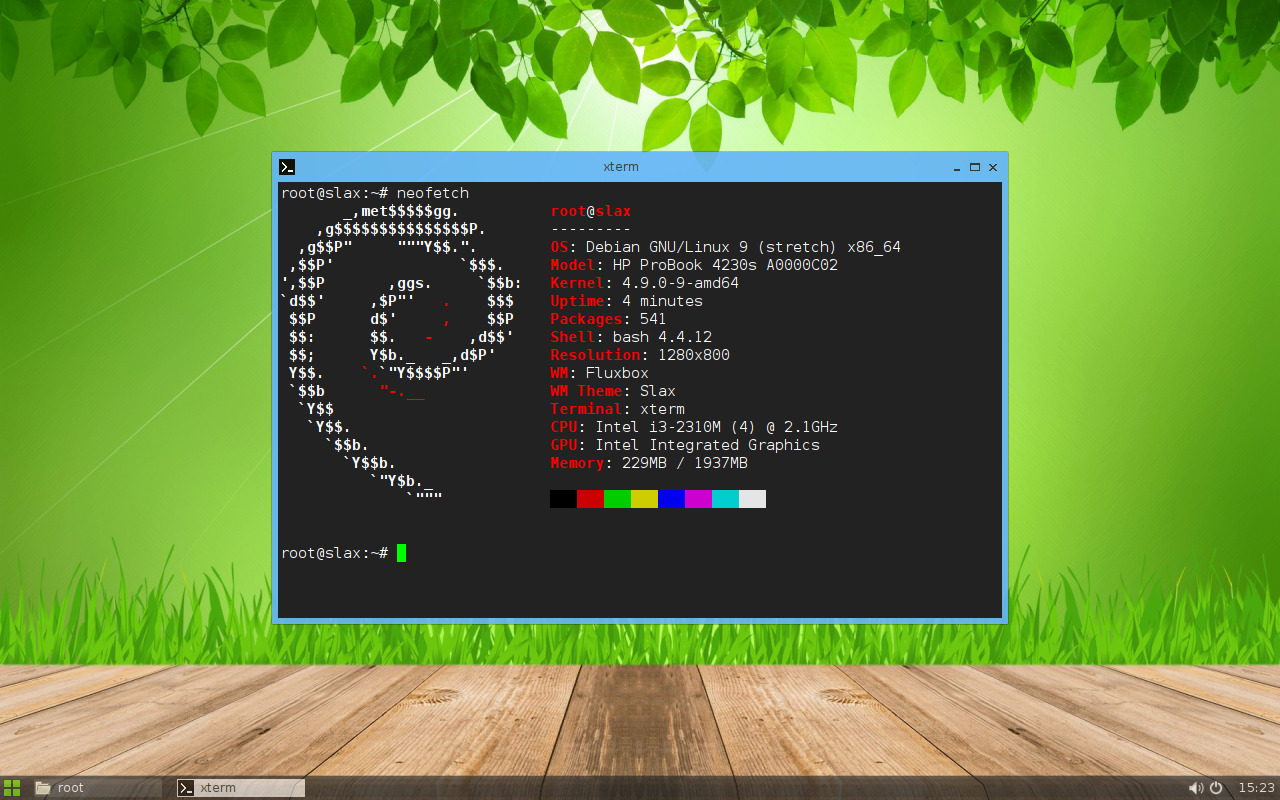 xterm
root@slax:~# neofetch
       _,met$$$$$gg.          root@slax
    ,g$$$$$$$$$$$$$$$P.       ---------
  ,g$$P"     """Y$$.".        OS: Debian GNU/Linux 9 (stretch) x86_64
 ,$$P'              `$$$.     Model: HP ProBook 4230s A0000C02
',$$P       ,ggs.     `$$b:   Kernel: 4.9.0-9-amd64
`d$$'     ,$P"'   .    $$$    Uptime: 4 minutes
 $$P      d$'     ,    $$P    Packages: 541
 $$:      $$.   -    ,d$$'    Shell: bash 4.4.12
 $$;      Y$b._   _,d$P'      Resolution: 1280x800
 Y$$.    `.`"Y$$$$P"'         WM: Fluxbox
 `$$b      "-.__              WM Theme: Slax
  `Y$$                        Terminal: xterm
   `Y$$.                      CPU: Intel i3-2310M (4) @ 2.1GHz
     `$$b.                    GPU: Intel Integrated Graphics
       `Y$$b.                 Memory: 229MB / 1937MB
          `"Y$b._
              `"""
root@slax:~#
root
xterm
15:23